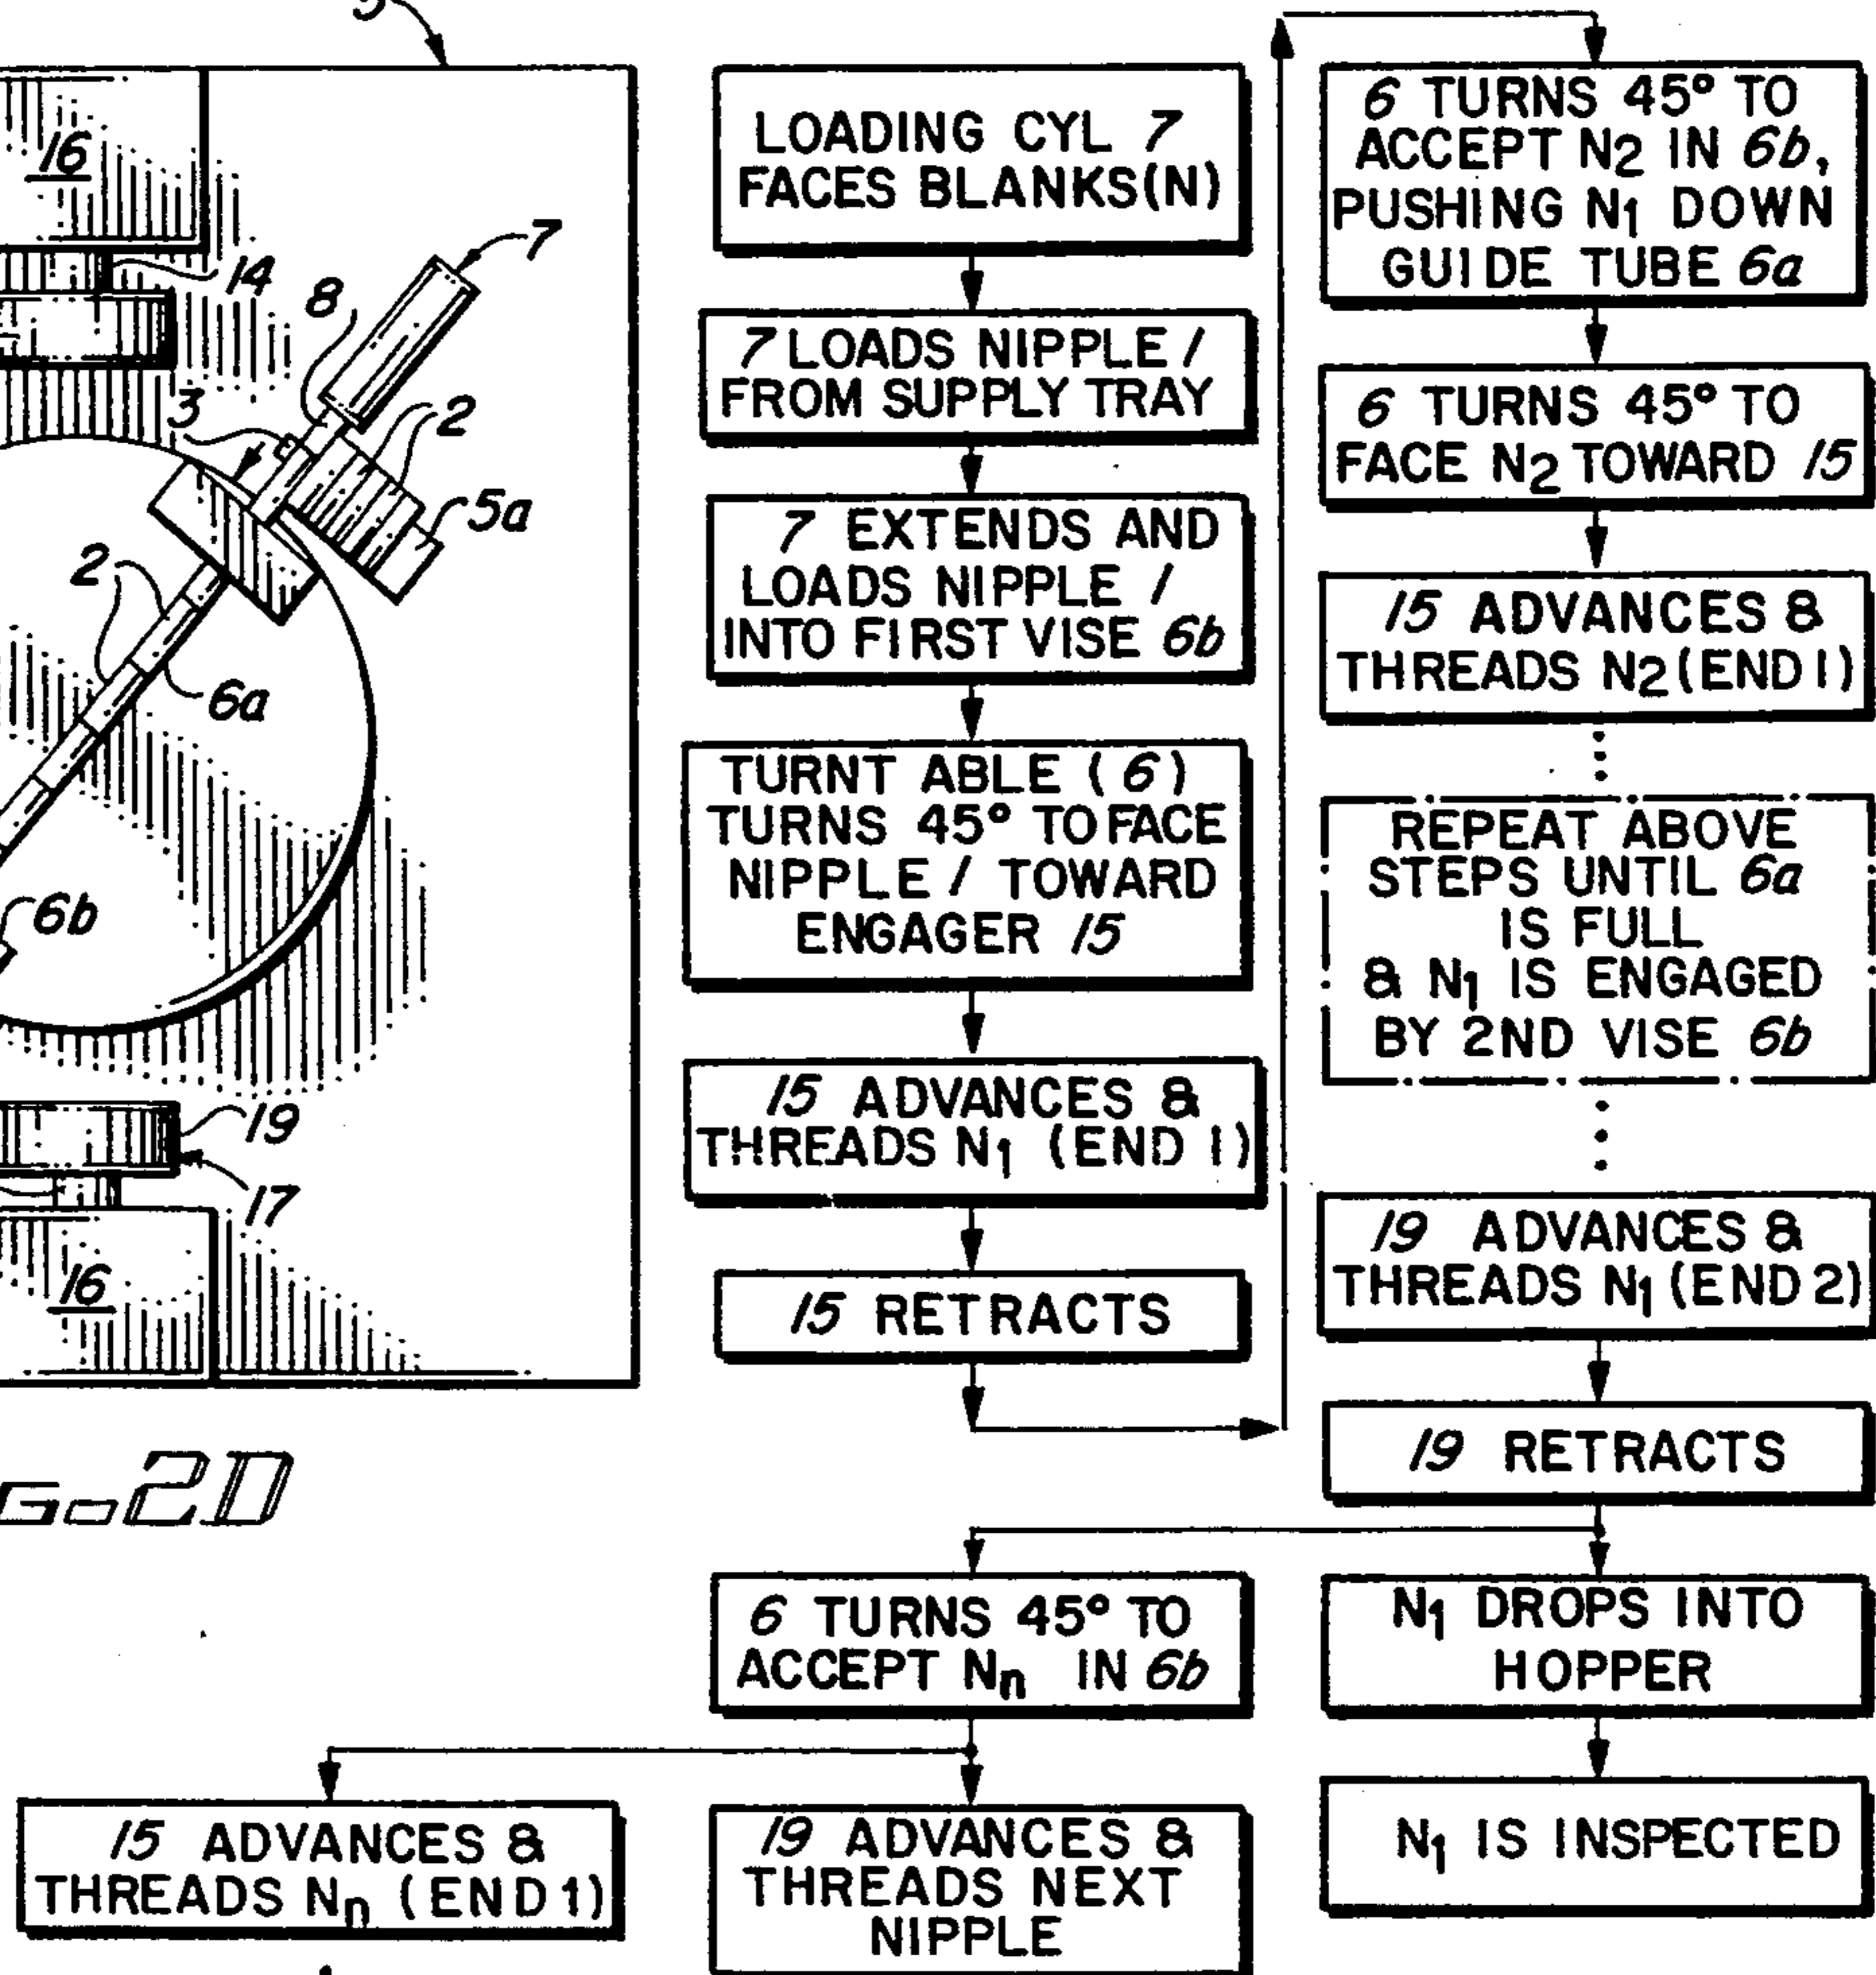 16
14
7
8
3
2
5a
2
6a
6b
19
17
16
G-2D
LOADING CYL 7
FACES BLANKS(N)
7 LOADS NIPPLE 1
FROM SUPPLY TRAY
7 EXTENDS AND
LOADS NIPPLE 1
INTO FIRST VISE 6b
TURNT ABLE (6)
TURNS 45° TO FACE
NIPPLE 1 TOWARD
ENGAGER 15
15 ADVANCES &
THREADS N1 (END 1)
15 RETRACTS
6 TURNS 45° TO
ACCEPT N2 IN 6b,
PUSHING N1 DOWN
GUIDE TUBE 6a
6 TURNS 45° TO
FACE N2 TOWARD 15
15 ADVANCES &
THREADS N2 (END 1)
REPEAT ABOVE
STEPS UNTIL 6a
IS FULL
& N1 IS ENGAGED
BY 2ND VISE 6b
19 ADVANCES &
THREADS N1 (END 2)
19 RETRACTS
6 TURNS 45° TO
ACCEPT Nn IN 6b
N1 DROPS INTO
HOPPER
15 ADVANCES &
THREADS Nn (END 1)
19 ADVANCES &
THREADS NEXT
NIPPLE
N1 IS INSPECTED